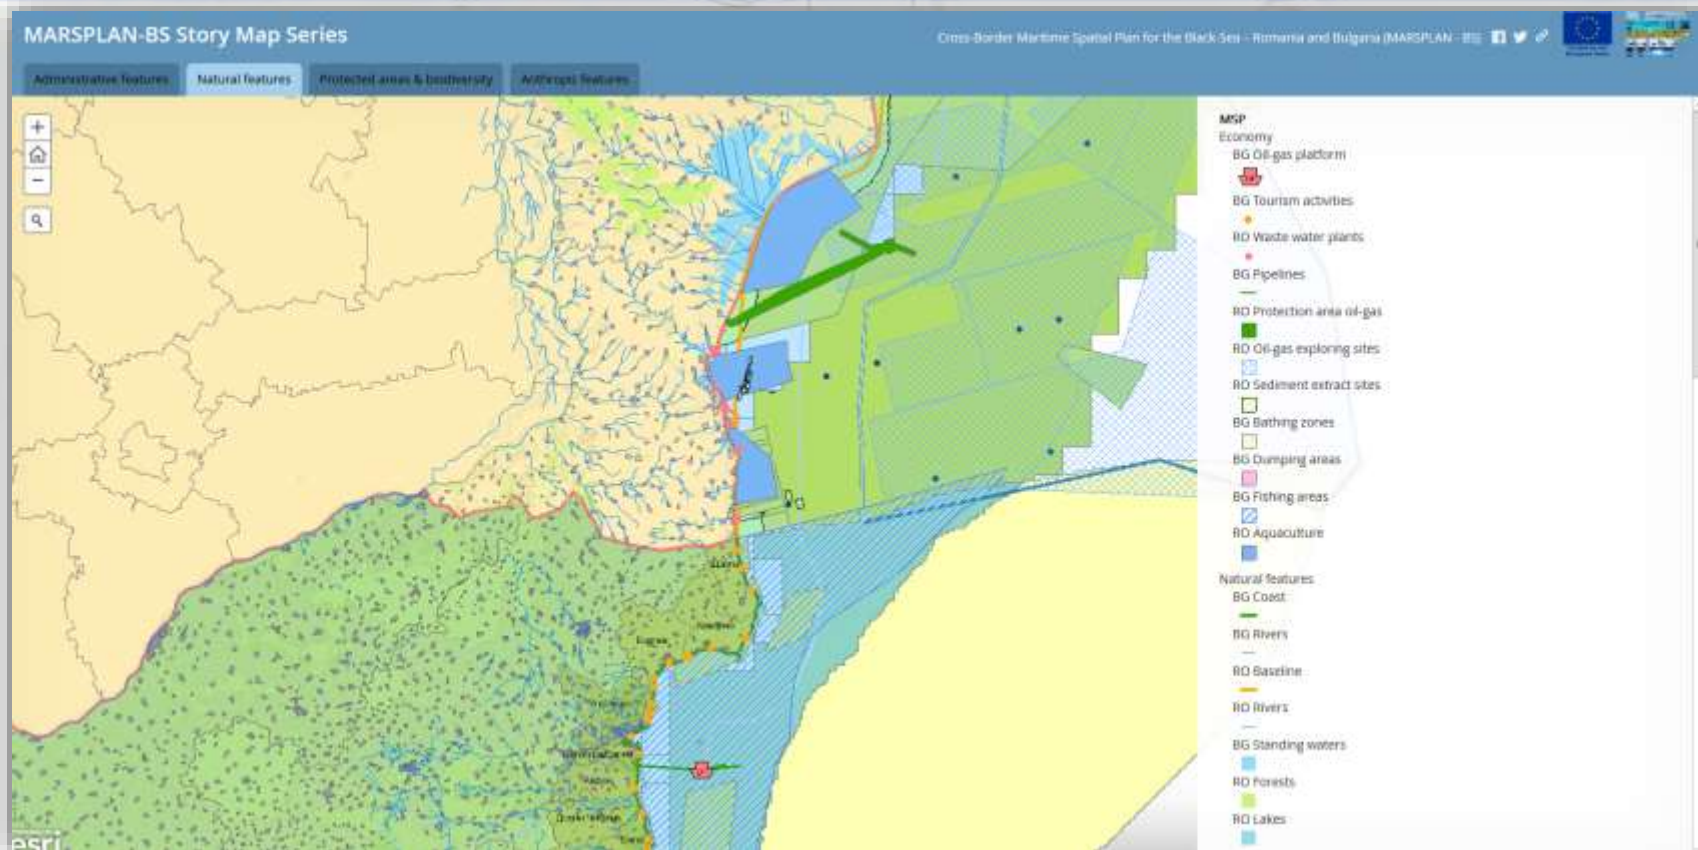 MARSPLAN-BS Story Map Series
Cross-Border Maritime Spatial Plan for the Black Sea - Romania and Bulgaria (MARSPLAN - BS)
Administrative features
Natural features
Protected areas & biodiversity
Anthropic features
MSP
Economy
BG Oil-gas platform
BG Tourism activities
RO Waste water plants
BG Pipelines
RO Protection area oil-gas
RO Oil-gas exploring sites
RO Sediment extract sites
BG Bathing zones
BG Dumping areas
BG Fishing areas
RO Aquaculture
Natural features
BG Coast
BG Rivers
RO Baseline
RO Rivers
BG Standing waters
RO Forests
RO Lakes
esri